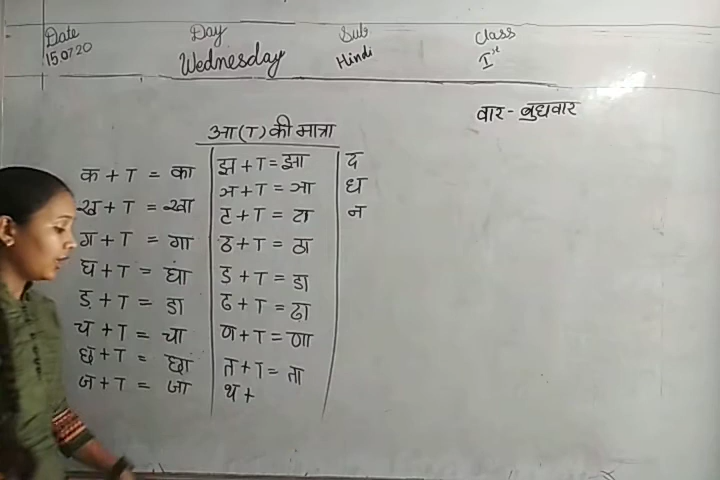 Date Day Sub Class
15 07 20 Wednesday Hindi Iˢᵗ
वार - बुधवार
आ (ा) की मात्रा
क + ा = का
ख + ा = खा
ग + ा = गा
घ + ा = घा
ङ + ा = ङा
च + ा = चा
छ + ा = छा
ज + ा = जा
झ + ा = झा
ञ + ा = ञा
ट + ा = टा
ठ + ा = ठा
ड + ा = डा
ढ + ा = ढा
ण + ा = णा
त + ा = ता
थ +
द
ध
न